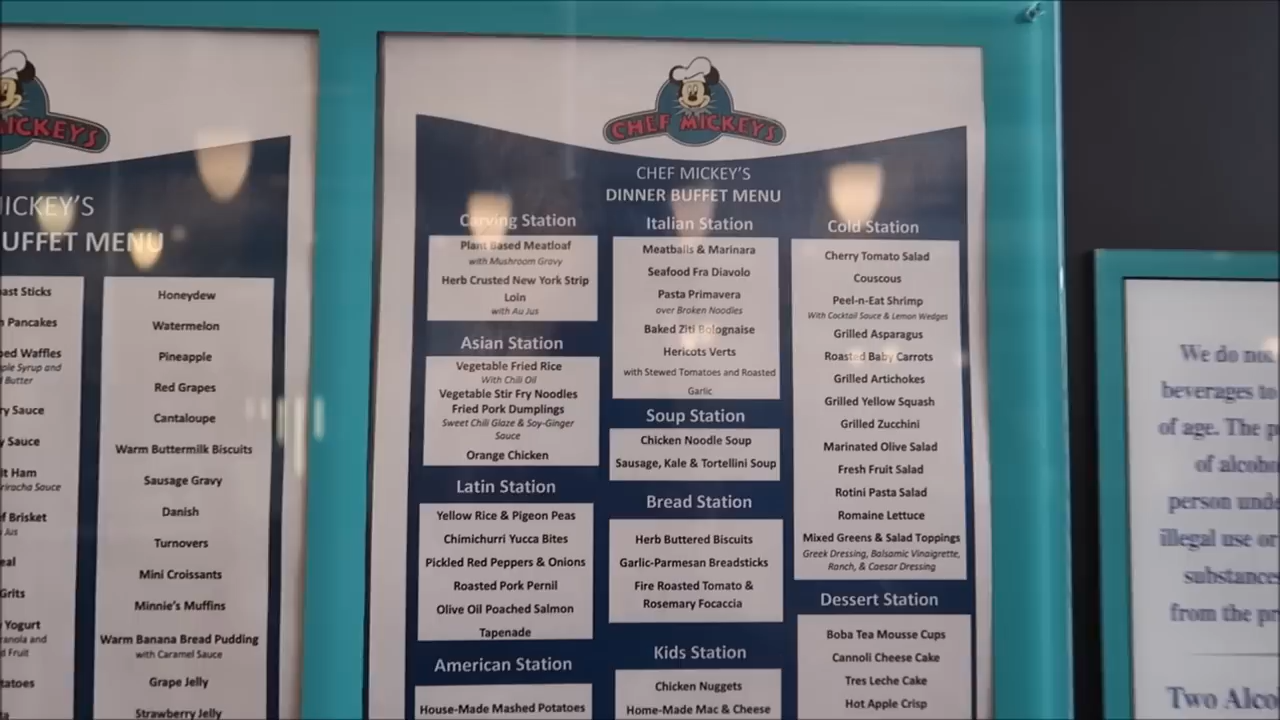 ICKEY'S
ICKEY'S
UFFET MENU
ast Sticks
Pancakes
ed Waffles
ple Syrup and
Butter
ry Sauce
y Sauce
it Ham
riracha Sauce
f Brisket
Jus
eal
Grits
Yogurt
ranola and
d Fruit
tatoes
Honeydew
Watermelon
Pineapple
Red Grapes
Cantaloupe
Warm Buttermilk Biscuits
Sausage Gravy
Danish
Turnovers
Mini Croissants
Minnie's Muffins
Warm Banana Bread Pudding
with Caramel Sauce
Grape Jelly
Strawberry Jelly
CHEF MICKEYS
CHEF MICKEY'S
DINNER BUFFET MENU
Carving Station
Plant Based Meatloaf
with Mushroom Gravy
Herb Crusted New York Strip
Loin
with Au Jus
Asian Station
Vegetable Fried Rice
With Chili Oil
Vegetable Stir Fry Noodles
Fried Pork Dumplings
Sweet Chili Glaze & Soy-Ginger
Sauce
Orange Chicken
Latin Station
Yellow Rice & Pigeon Peas
Chimichurri Yucca Bites
Pickled Red Peppers & Onions
Roasted Pork Pernil
Olive Oil Poached Salmon
Tapenade
American Station
House-Made Mashed Potatoes
Italian Station
Meatballs & Marinara
Seafood Fra Diavolo
Pasta Primavera
over Broken Noodles
Baked Ziti Bolognaise
Hericots Verts
with Stewed Tomatoes and Roasted
Garlic
Soup Station
Chicken Noodle Soup
Sausage, Kale & Tortellini Soup
Bread Station
Herb Buttered Biscuits
Garlic-Parmesan Breadsticks
Fire Roasted Tomato &
Rosemary Focaccia
Kids Station
Chicken Nuggets
Home-Made Mac & Cheese
Cold Station
Cherry Tomato Salad
Couscous
Peel-n-Eat Shrimp
With Cocktail Sauce & Lemon Wedges
Grilled Asparagus
Roasted Baby Carrots
Grilled Artichokes
Grilled Yellow Squash
Grilled Zucchini
Marinated Olive Salad
Fresh Fruit Salad
Rotini Pasta Salad
Romaine Lettuce
Mixed Greens & Salad Toppings
Greek Dressing, Balsamic Vinaigrette,
Ranch, & Caesar Dressing
Dessert Station
Boba Tea Mousse Cups
Cannoli Cheese Cake
Tres Leche Cake
Hot Apple Crisp
We do no
beverages to
of age. The p
of alcoho
person und
illegal use or
substance
from the pr
Two Alco